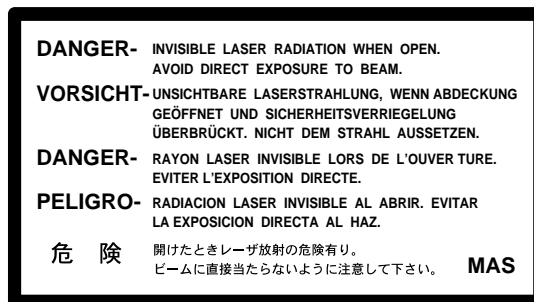 DANGER- INVISIBLE LASER RADIATION WHEN OPEN.
AVOID DIRECT EXPOSURE TO BEAM.
VORSICHT- UNSICHTBARE LASERSTRAHLUNG, WENN ABDECKUNG
GEÖFFNET UND SICHERHEITSVERRIEGELUNG
ÜBERBRÜCKT. NICHT DEM STRAHL AUSSETZEN.
DANGER- RAYON LASER INVISIBLE LORS DE L'OUVER TURE.
EVITER L'EXPOSITION DIRECTE.
PELIGRO- RADIACION LASER INVISIBLE AL ABRIR. EVITAR
LA EXPOSICION DIRECTA AL HAZ.
危 険 開けたときレーザ放射の危険有り。
ビームに直接当たらないように注意して下さい。 MAS